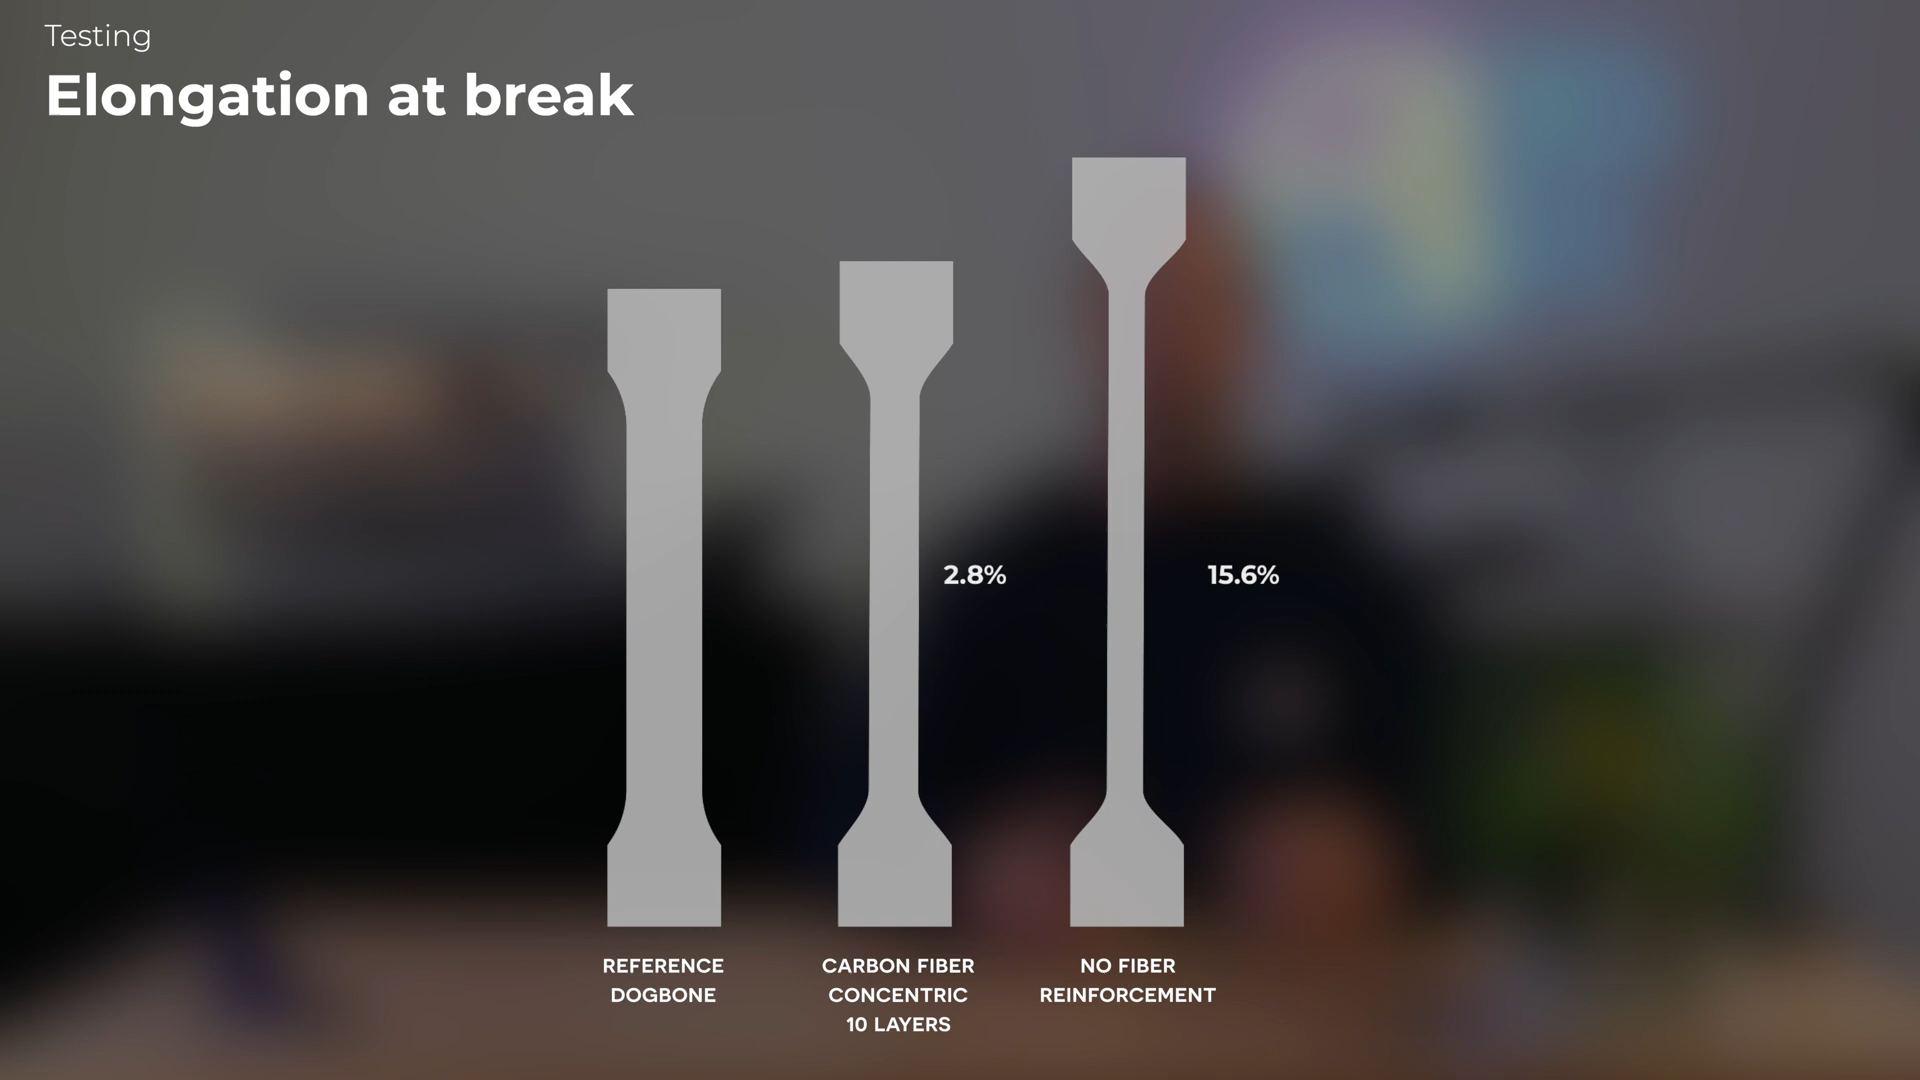 Testing
Elongation at break
2.8%
15.6%
REFERENCE
DOGBONE
CARBON FIBER
CONCENTRIC
10 LAYERS
NO FIBER
REINFORCEMENT